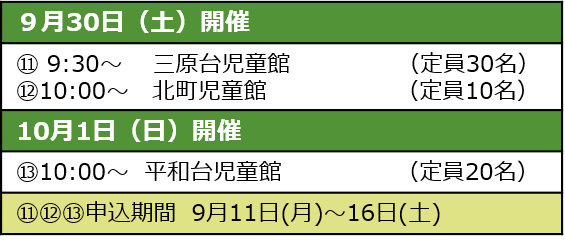 ９月30日（土）開催
⑪ 9:30～　三原台児童館　（定員30名）
⑫10:00～　北町児童館　（定員10名）
10月1日（日）開催
⑬10:00～　平和台児童館　（定員20名）
⑪⑫⑬申込期間　9月11日(月)～16日(土)